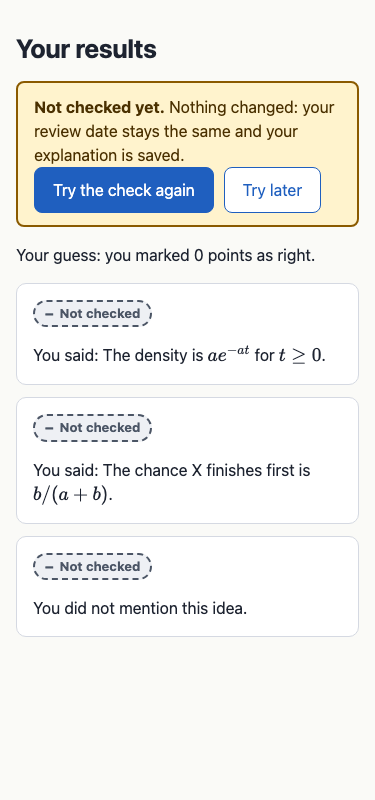 Your results
Not checked yet. Nothing changed: your
review date stays the same and your
explanation is saved.
Try the check again
Try later
Your guess: you marked 0 points as right.
– Not checked
You said: The density is ae^{-at} for t ≥ 0.
– Not checked
You said: The chance X finishes first is
b/(a + b).
– Not checked
You did not mention this idea.